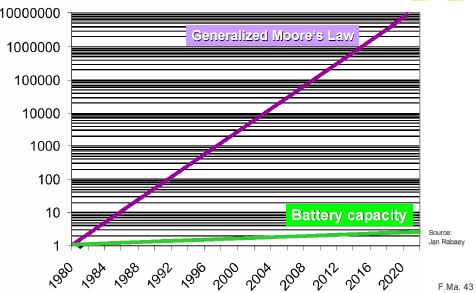 10000000
Generalized Moore's Law
1000000
100000
10000
1000
100
10
Battery capacity
1
Source:
Jan Rabaey
1980 1984 1988 1992 1996 2000 2004 2008 2012 2016 2020
F.Ma. 43